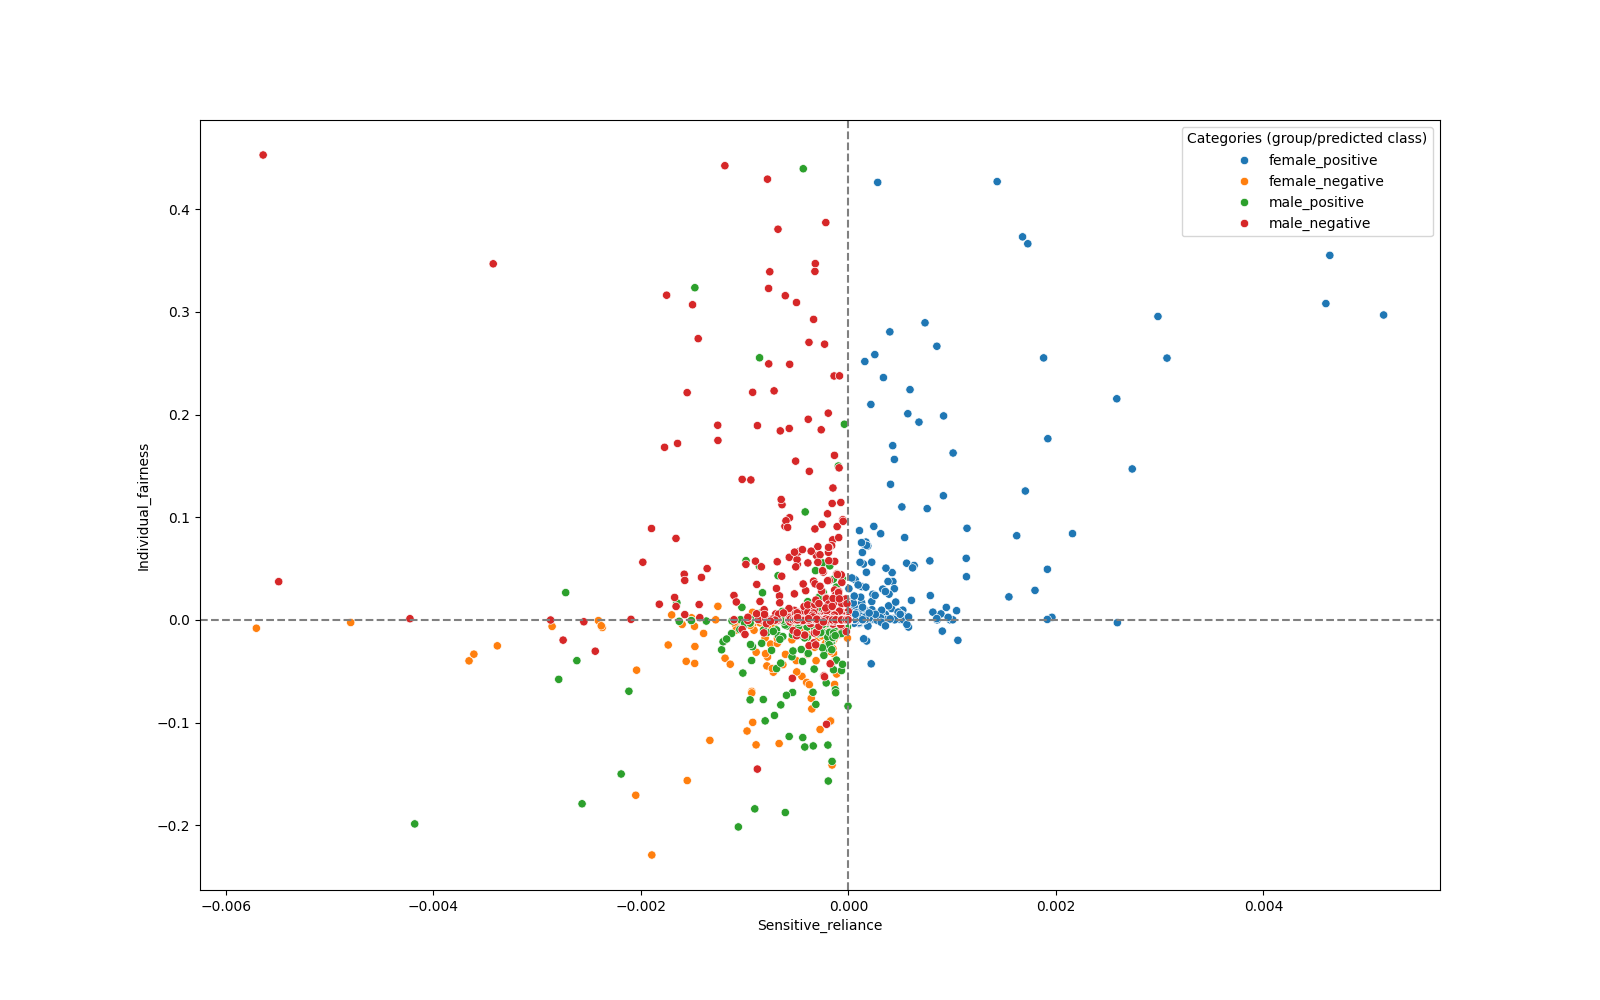 Categories (group/predicted class)
female_positive
female_negative
male_positive
male_negative
Individual_fairness
0.4
0.3
0.2
0.1
0.0
−0.1
−0.2
−0.006
−0.004
−0.002
0.000
0.002
0.004
Sensitive_reliance